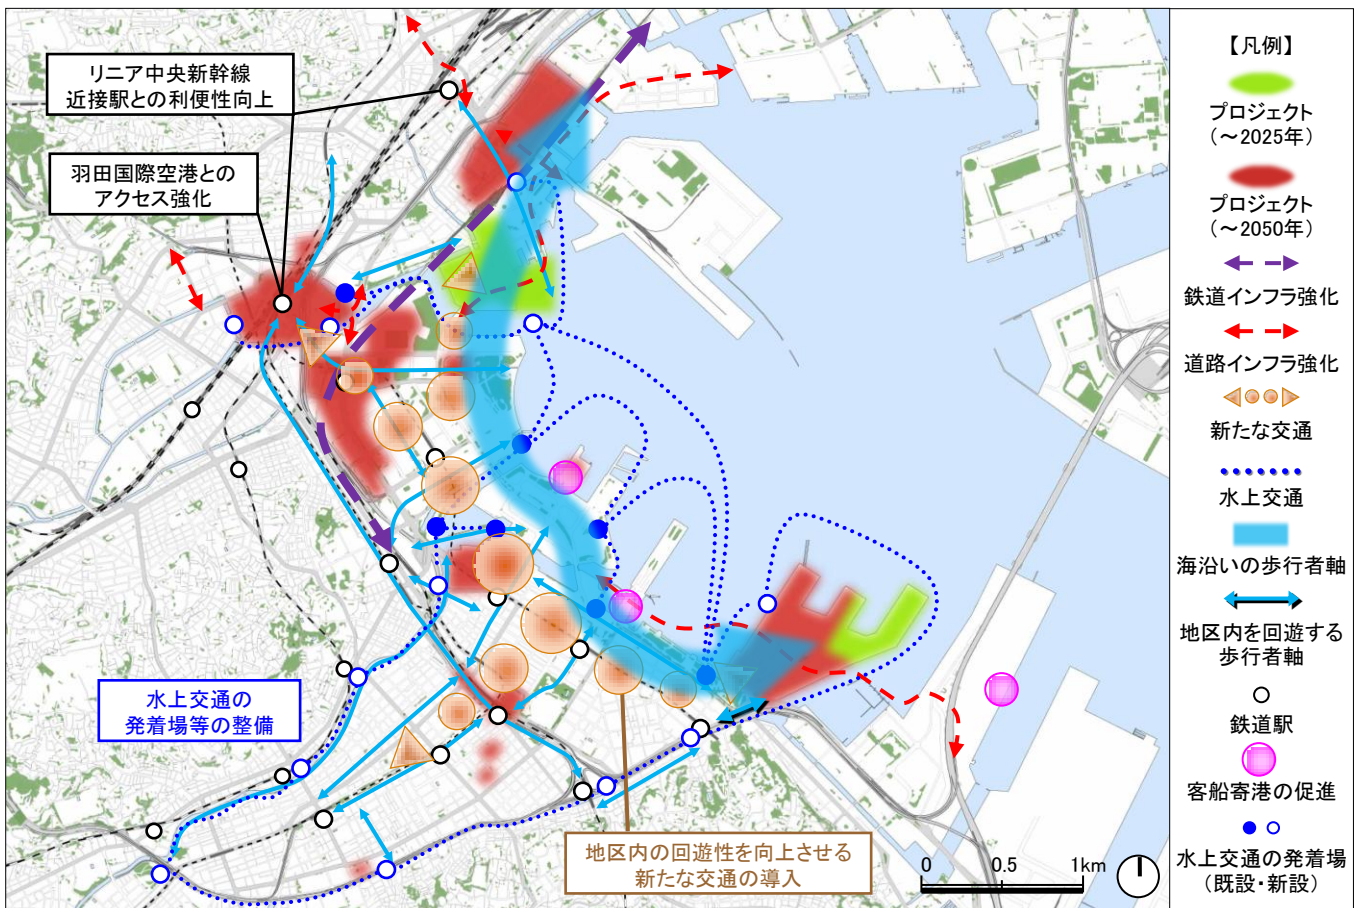 リニア中央新幹線
近接駅との利便性向上
羽田国際空港との
アクセス強化
水上交通の
発着場等の整備
地区内の回遊性を向上させる
新たな交通の導入
0 0.5 1km
【凡例】
プロジェクト
（～2025年）
プロジェクト
（～2050年）
鉄道インフラ強化
道路インフラ強化
新たな交通
水上交通
海沿いの歩行者軸
地区内を回遊する
歩行者軸
鉄道駅
客船寄港の促進
水上交通の発着場
（既設・新設）